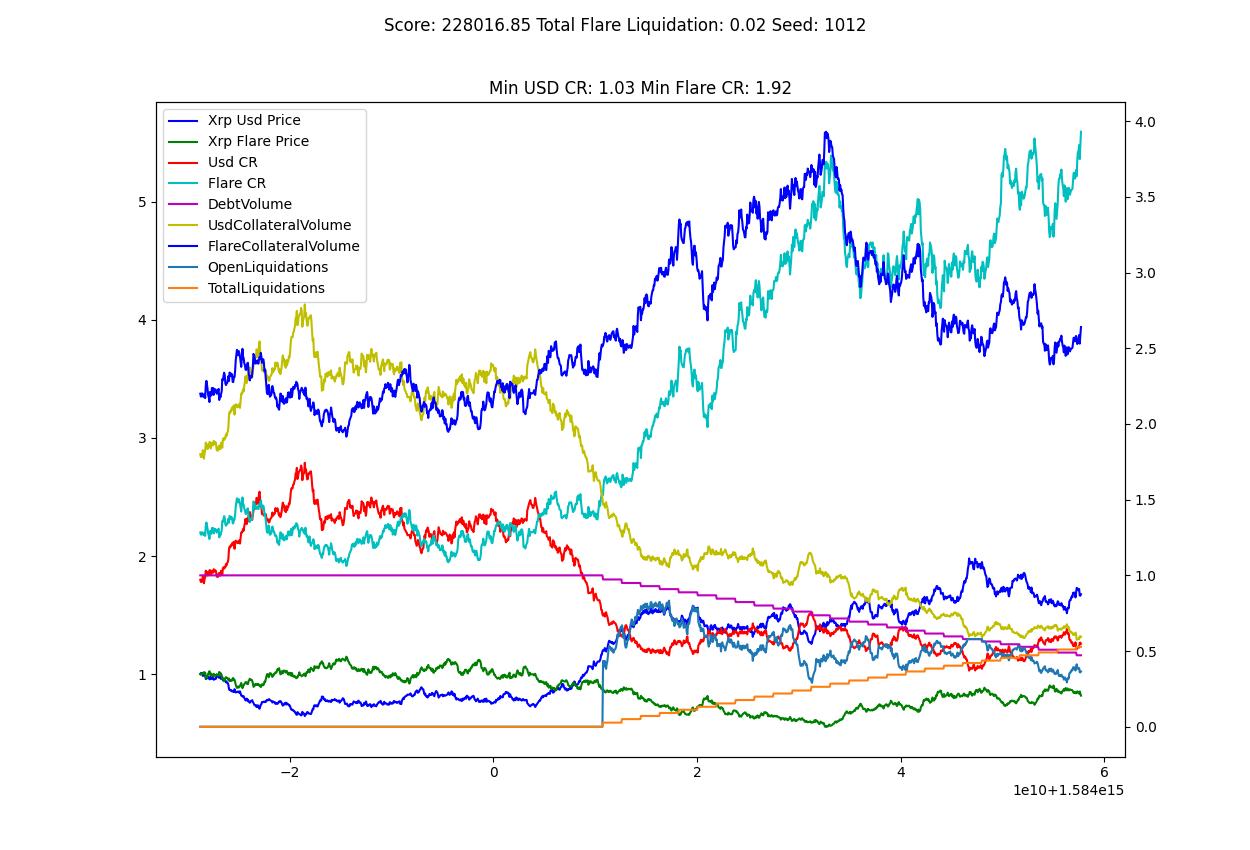 Score: 228016.85 Total Flare Liquidation: 0.02 Seed: 1012
Min USD CR: 1.03 Min Flare CR: 1.92
Xrp Usd Price
Xrp Flare Price
Usd CR
Flare CR
DebtVolume
UsdCollateralVolume
FlareCollateralVolume
OpenLiquidations
TotalLiquidations
5
4
3
2
1
4.0
3.5
3.0
2.5
2.0
1.5
1.0
0.5
0.0
−2
0
2
4
6
1e10+1.584e15